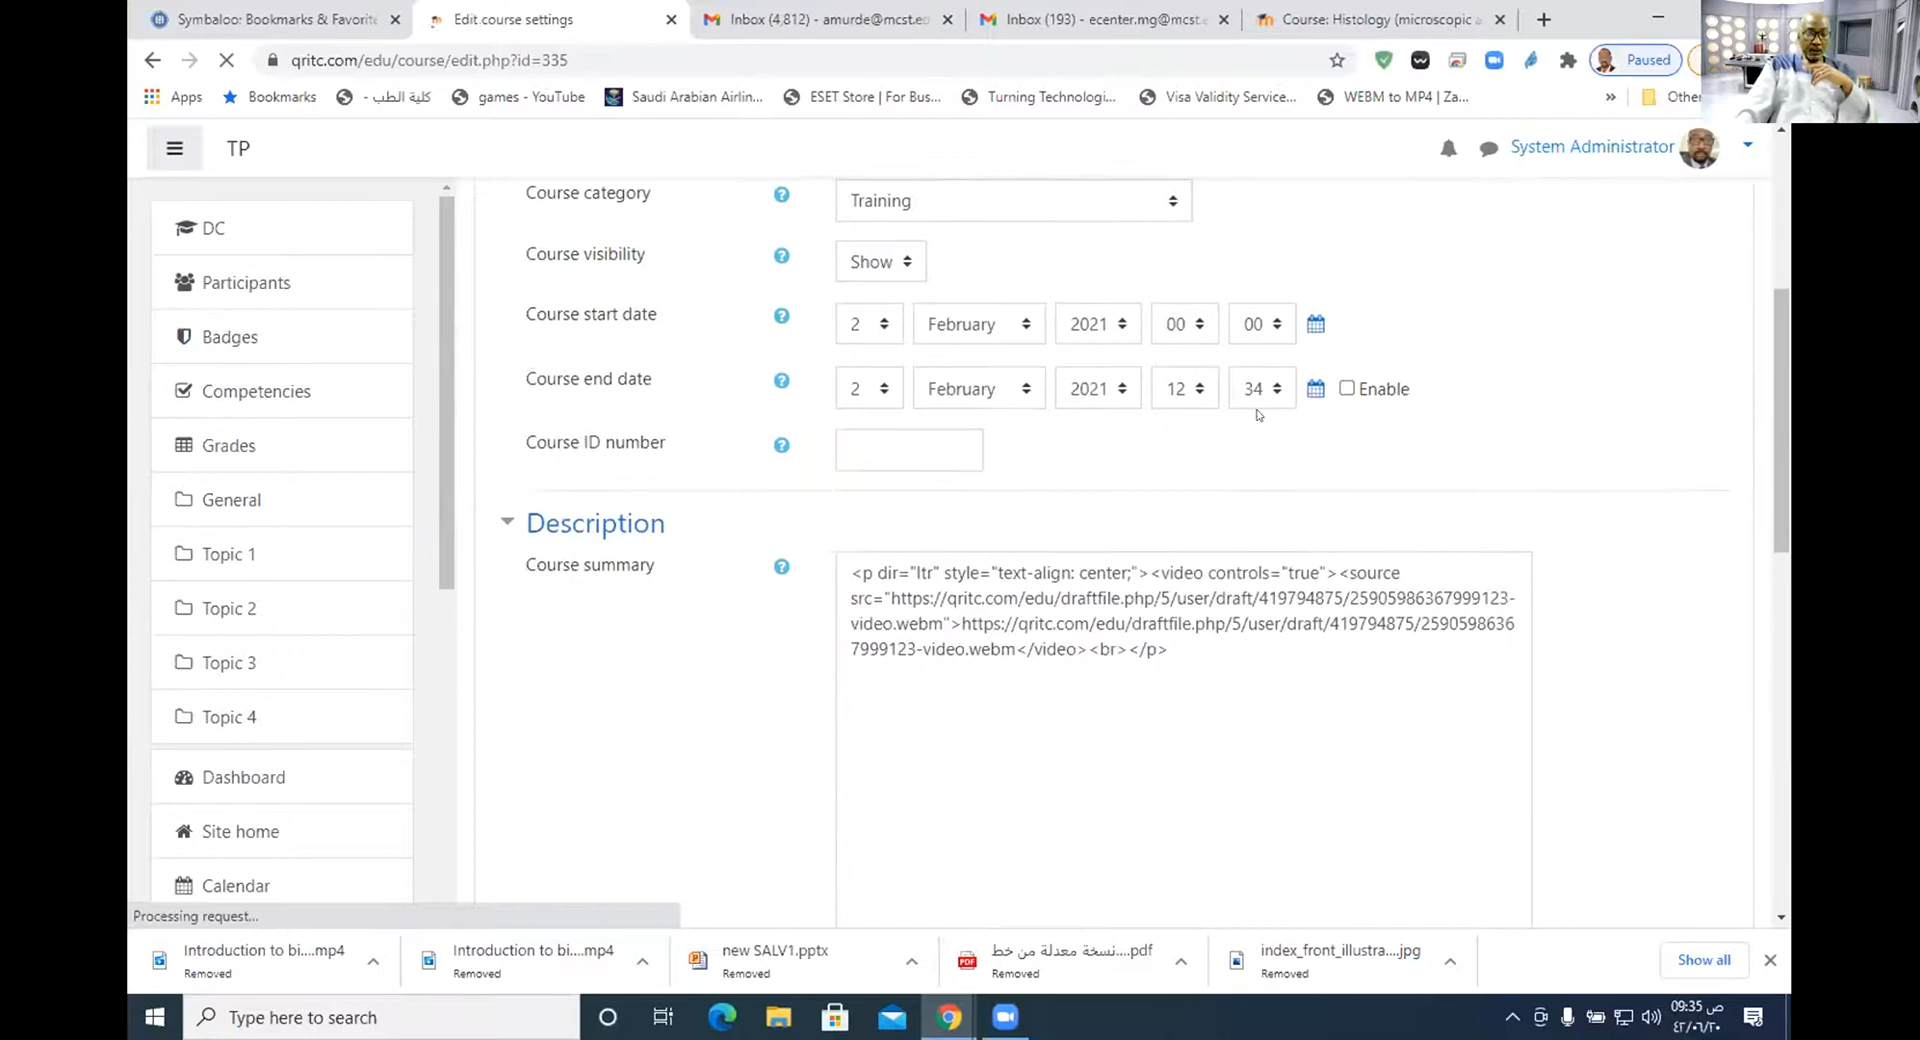 Symbaloo: Bookmarks & Favorite
Edit course settings
Inbox (4,812) - amurde@mcst.ed
Inbox (193) - ecenter.mg@mcst.e
Course: Histology (microscopic a
qritc.com/edu/course/edit.php?id=335
Paused
Apps
Bookmarks
كلية الطب -
games - YouTube
Saudi Arabian Airlin...
ESET Store | For Bus...
Turning Technologi...
Visa Validity Service...
WEBM to MP4 | Za...
»
Other
TP
System Administrator
DC
Participants
Badges
Competencies
Grades
General
Topic 1
Topic 2
Topic 3
Topic 4
Dashboard
Site home
Calendar
Course category
Training
Course visibility
Show
Course start date
2 February 2021 00 00
Course end date
2 February 2021 12 34 Enable
Course ID number
Description
Course summary
<p dir="ltr" style="text-align: center;"><video controls="true"><source
src="https://qritc.com/edu/draftfile.php/5/user/draft/419794875/25905986367999123-
video.webm">https://qritc.com/edu/draftfile.php/5/user/draft/419794875/2590598636
7999123-video.webm</video><br></p>
Processing request...
Introduction to bi....mp4
Removed
Introduction to bi....mp4
Removed
new SALV1.pptx
Removed
نسخة معدلة من خط....pdf
Removed
index_front_illustra....jpg
Removed
Show all
Type here to search
09:35 ص
٤٢/٠٦/٢٠